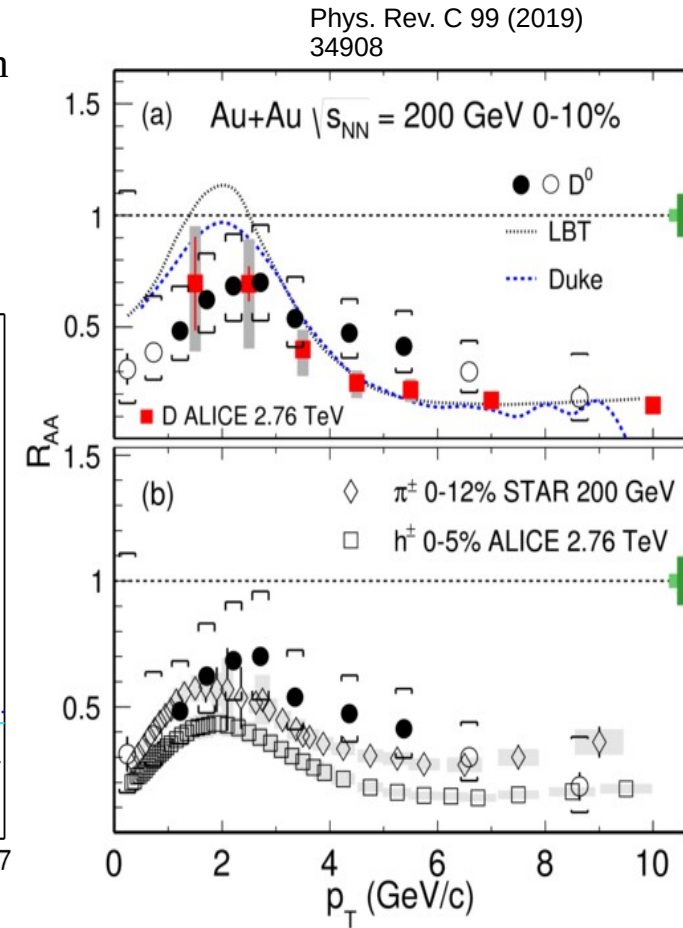 Phys. Rev. C 99 (2019)
34908
n
1.5
(a) Au+Au √sNN = 200 GeV 0-10%
D0
1
LBT
Duke
0.5
D ALICE 2.76 TeV
RAA
1.5
(b) π± 0-12% STAR 200 GeV
h± 0-5% ALICE 2.76 TeV
1
0.5
7
0 2 4 6 8 10
pT (GeV/c)